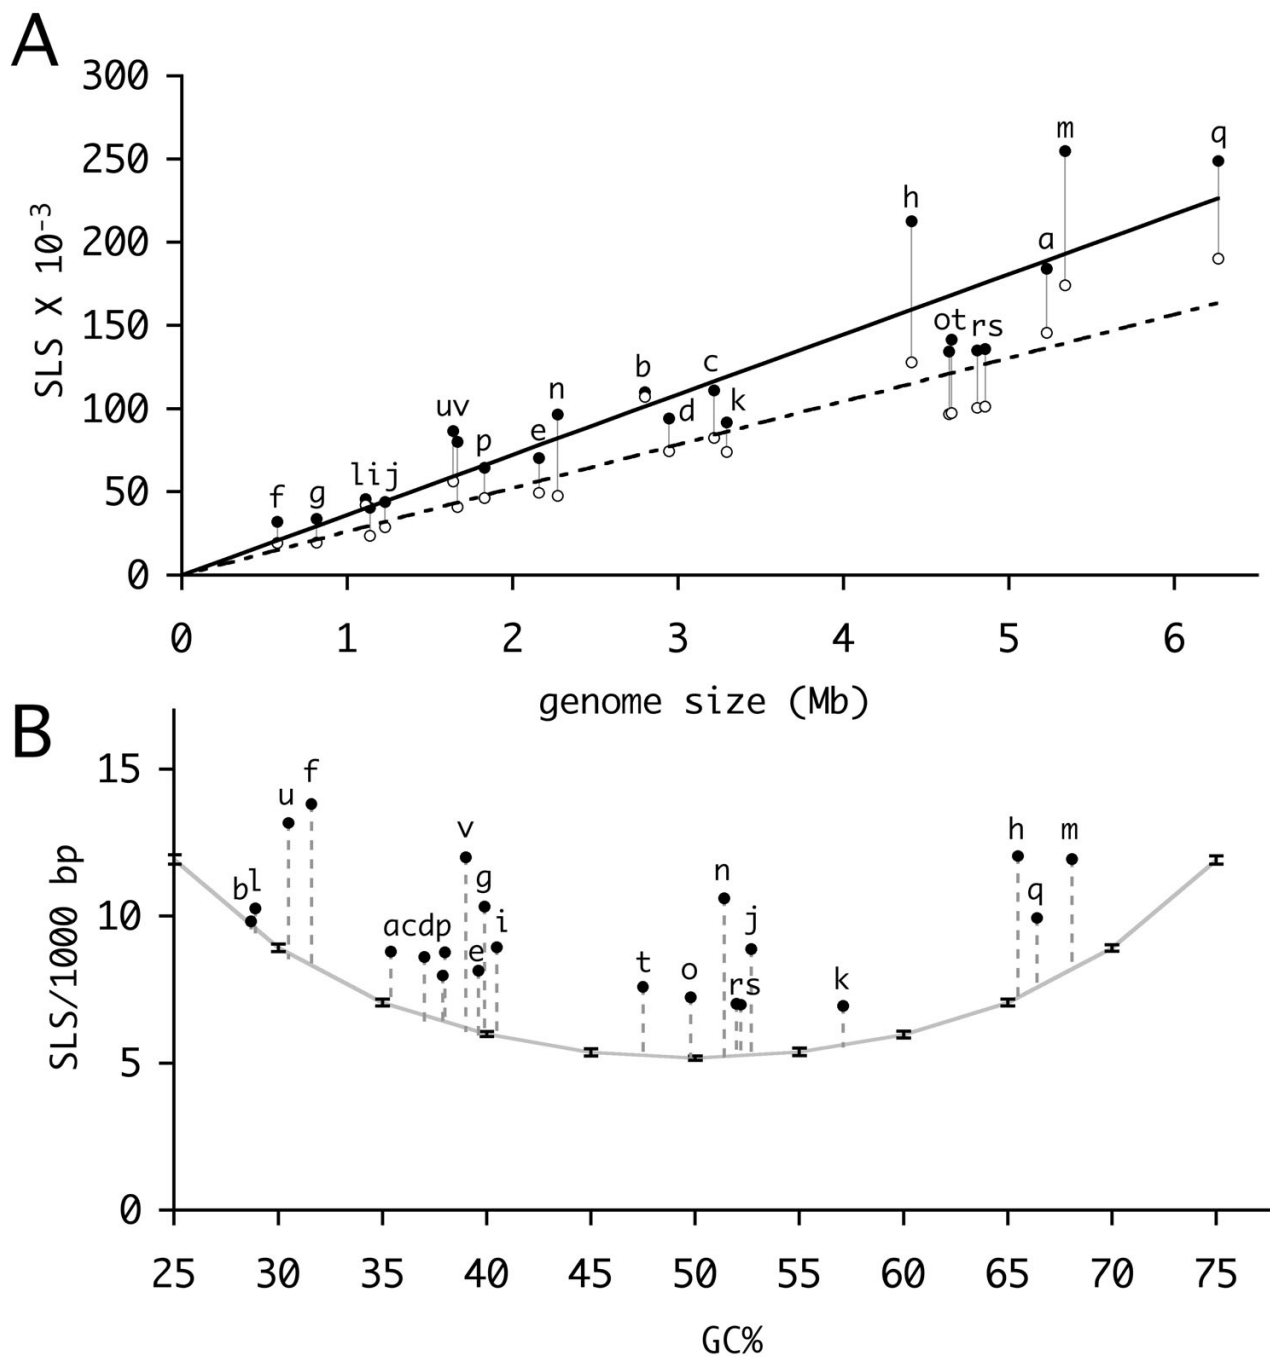 A
300
250
200
150
100
50
0
SLS X 10⁻³
f g lij uv p e n b d c k h ot rs a m q
0 1 2 3 4 5 6
genome size (Mb)
B
15
10
5
0
SLS/1000 bp
b l u f acdp v g e i t o n rs j k h q m
25 30 35 40 45 50 55 60 65 70 75
GC%